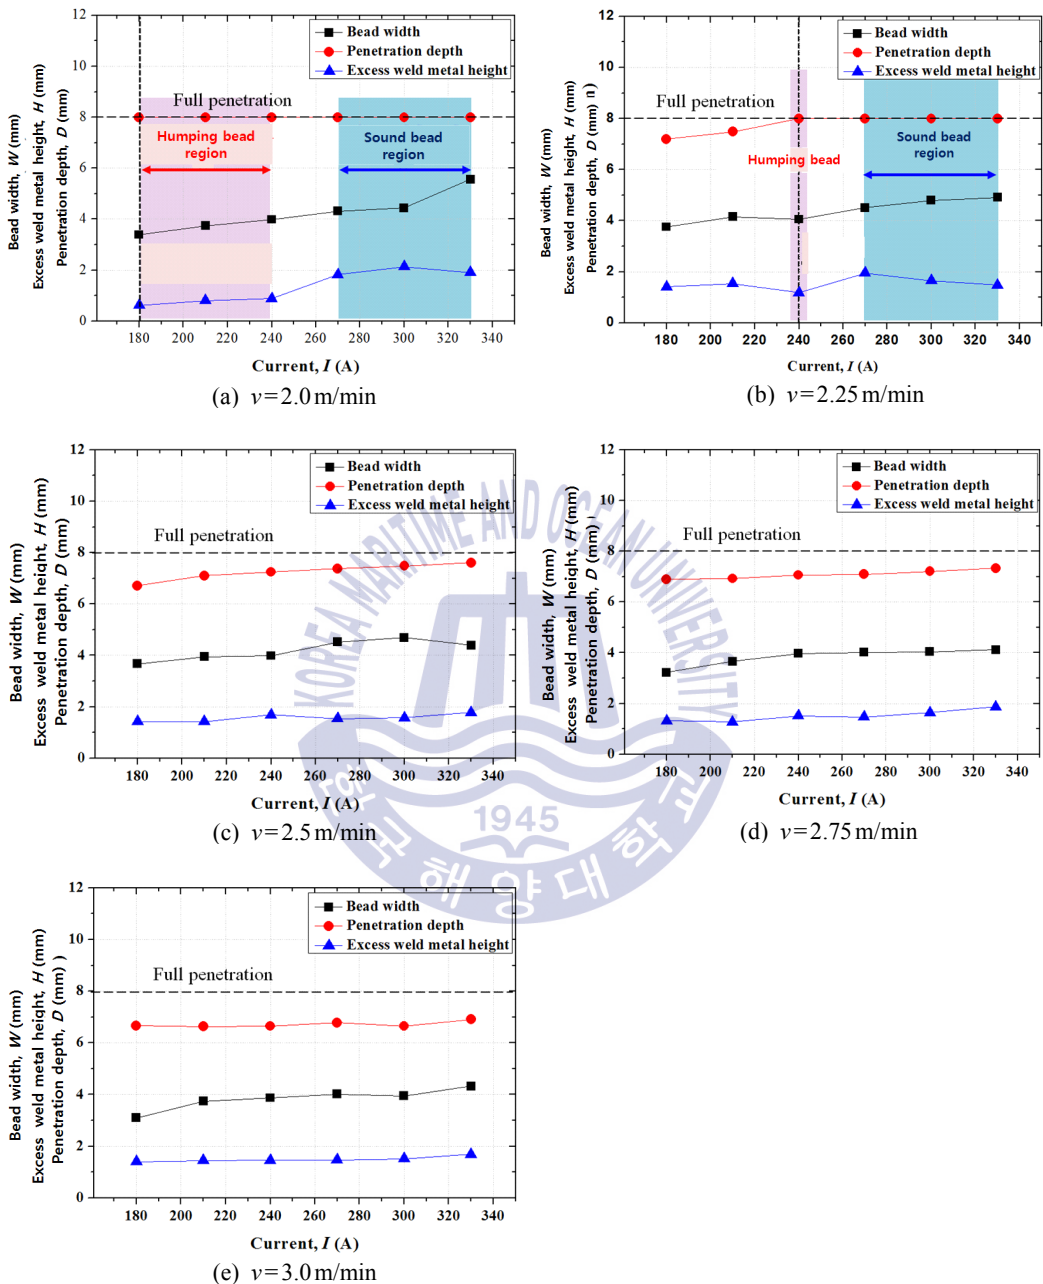 12
10
8
6
4
2
0
Bead width, W (mm)
Excess weld metal height, H (mm)
Penetration depth, D (mm)
Bead width
Penetration depth
Excess weld metal height
Full penetration
Humping bead
region
Sound bead
region
180 200 220 240 260 280 300 320 340
Current, I (A)
(a) v=2.0 m/min
12
10
8
6
4
2
0
Bead width, W (mm)
Excess weld metal height, H (mm)
Penetration depth, D (mm) n)
Bead width
Penetration depth
Excess weld metal height
Full penetration
Humping bead
Sound bead
region
180 200 220 240 260 280 300 320 340
Current, I (A)
(b) v=2.25 m/min
12
10
8
6
4
2
0
Bead width, W (mm)
Excess weld metal height, H (mm)
Penetration depth, D (mm)
Bead width
Penetration depth
Excess weld metal height
Full penetration
180 200 220 240 260 280 300 320 340
Current, I (A)
(c) v=2.5 m/min
12
10
8
6
4
2
0
Bead width, W (mm)
Excess weld metal height, H (mm)
Penetration depth, D (mm) )
Bead width
Penetration depth
Excess weld metal height
Full penetration
180 200 220 240 260 280 300 320 340
Current, I (A)
(d) v=2.75 m/min
KOREA MARITIME AND OCEAN UNIVERSITY
1945
한국해양대학교
12
10
8
6
4
2
0
Bead width, W (mm)
Excess weld metal height, H (mm)
Penetration depth, D (mm) )
Bead width
Penetration depth
Excess weld metal height
Full penetration
180 200 220 240 260 280 300 320 340
Current, I (A)
(e) v=3.0 m/min